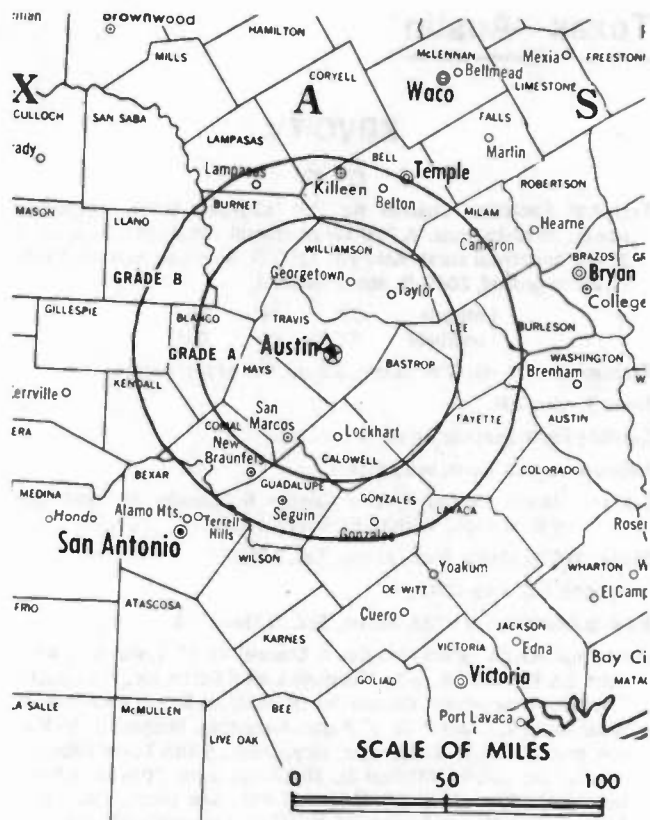 Brownwood
HAMILTON
MILLS
McLENNAN
Mexia
FREESTONE
CORYELL
Bellmead
LIMESTONE
X
A
Waco
S
CULLOCH
SAN SABA
FALLS
LAMPASAS
Marlin
BELL
Temple
Lampasas
Killeen
Belton
ROBERTSON
BURNET
MILAM
MASON
LLANO
Hearne
Cameron
WILLIAMSON
BRAZOS
GRADE B
Georgetown
Bryan
Taylor
College
GILLESPIE
BLANCO
TRAVIS
LEE
BURLESON
GRADE A
Austin
WASHINGTON
HAYS
BASTROP
Brenham
KENDALL
San
Marcos
FAYETTE
AUSTIN
COMAL
Lockhart
New
Braunfels
CALDWELL
COLORADO
BEXAR
GUADALUPE
MEDINA
Seguin
GONZALES
LAVACA
Hondo
Alamo Hts.
Terrell
Hills
Gonzales
San Antonio
WILSON
Yoakum
WHARTON
DE WITT
El Camp
FRIO
ATASCOSA
Cuero
KARNES
JACKSON
VICTORIA
Edna
Bay Ci
GOLIAD
MATAG
Victoria
LA SALLE
McMULLEN
BEE
Port Lavaca
LIVE OAK
SCALE OF MILES
0 50 100